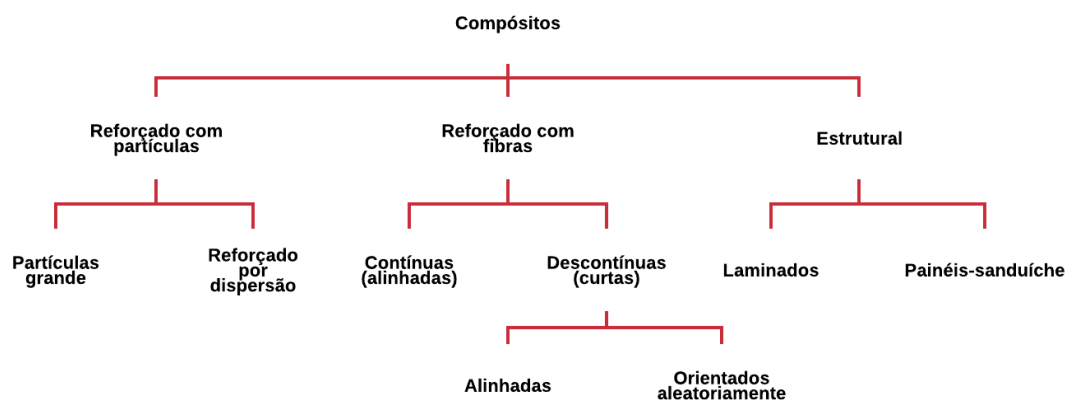 Compósitos
Reforçado com
partículas
Reforçado com
fibras
Estrutural
Partículas
grande
Reforçado
por
dispersão
Contínuas
(alinhadas)
Descontínuas
(curtas)
Laminados
Painéis-sanduíche
Alinhadas
Orientados
aleatoriamente